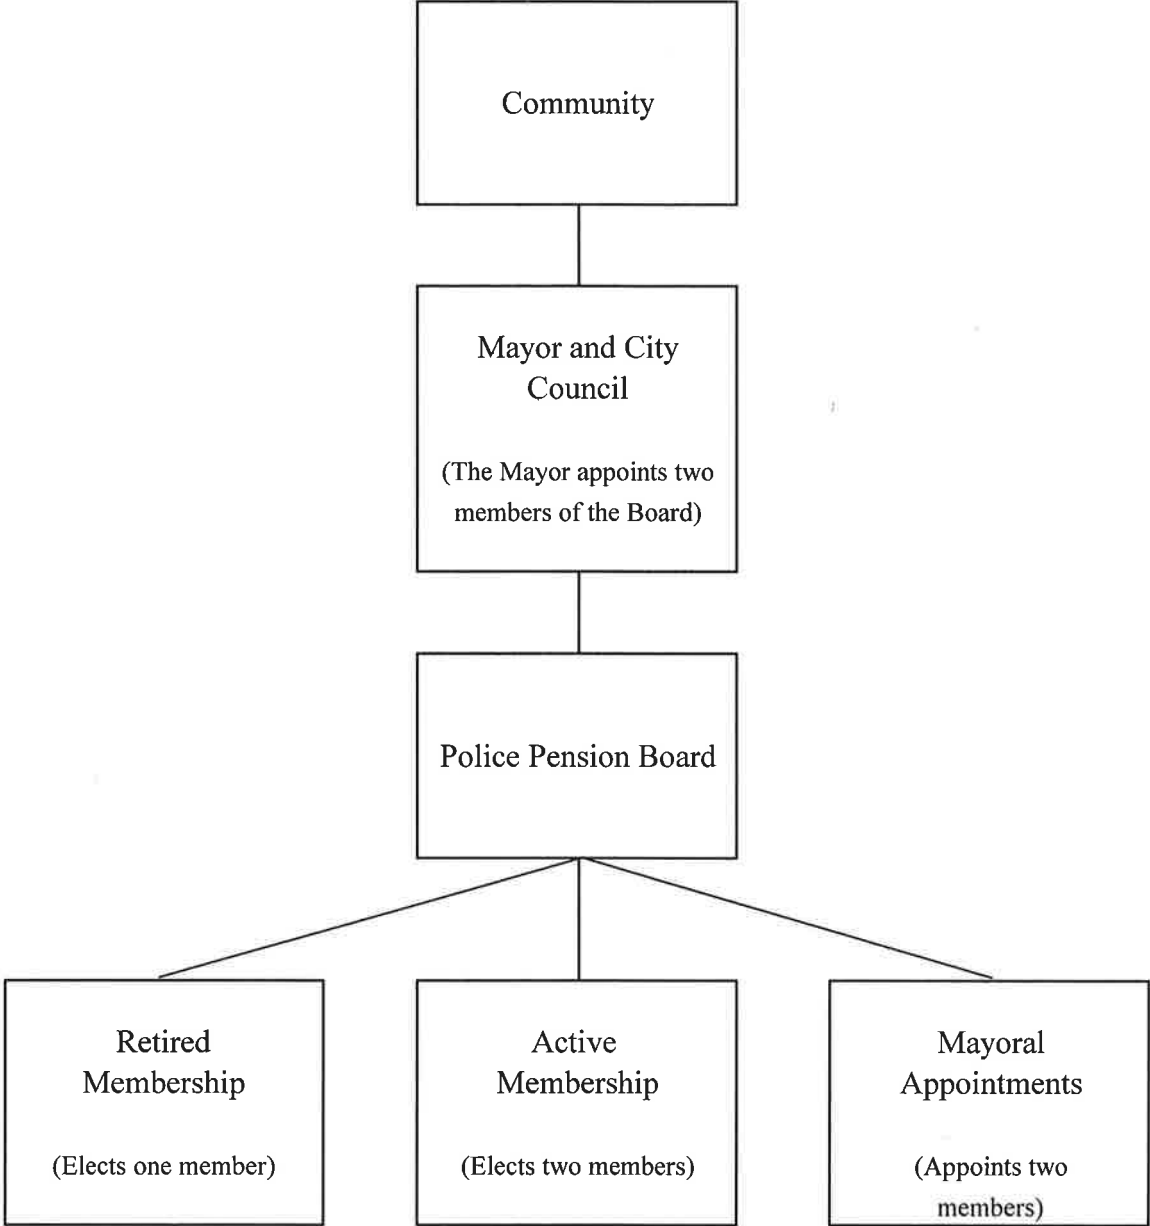 Community
Mayor and City
Council
(The Mayor appoints two
members of the Board)
Police Pension Board
Retired
Membership
(Elects one member)
Active
Membership
(Elects two members)
Mayoral
Appointments
(Appoints two
members)